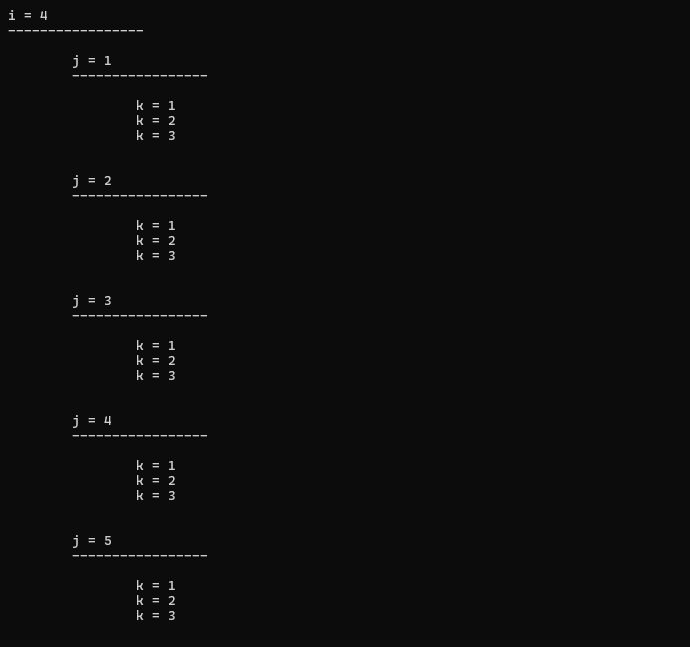 i = 4
-----------------
j = 1
-----------------
k = 1
k = 2
k = 3
j = 2
-----------------
k = 1
k = 2
k = 3
j = 3
-----------------
k = 1
k = 2
k = 3
j = 4
-----------------
k = 1
k = 2
k = 3
j = 5
-----------------
k = 1
k = 2
k = 3